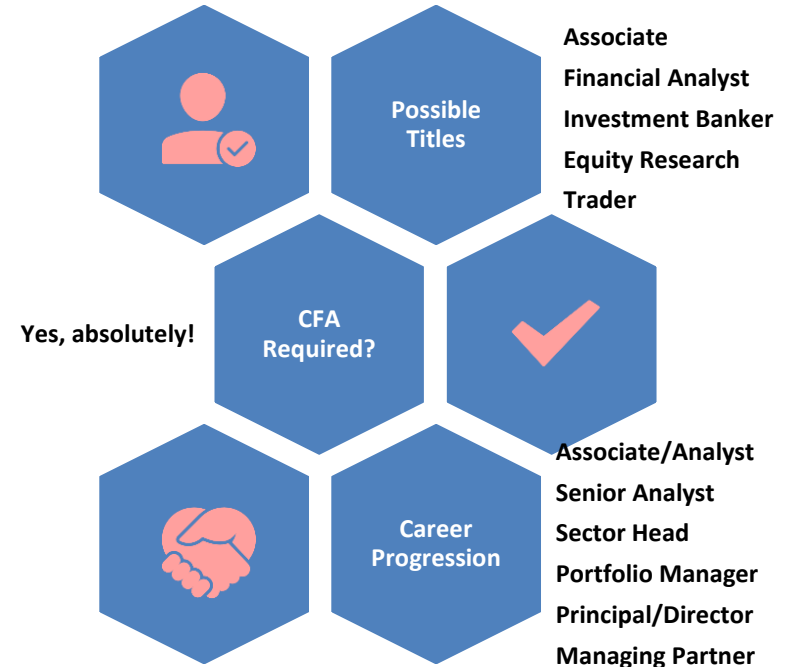 Possible
Titles
Associate
Financial Analyst
Investment Banker
Equity Research
Trader
Yes, absolutely!
CFA
Required?
Career
Progression
Associate/Analyst
Senior Analyst
Sector Head
Portfolio Manager
Principal/Director
Managing Partner